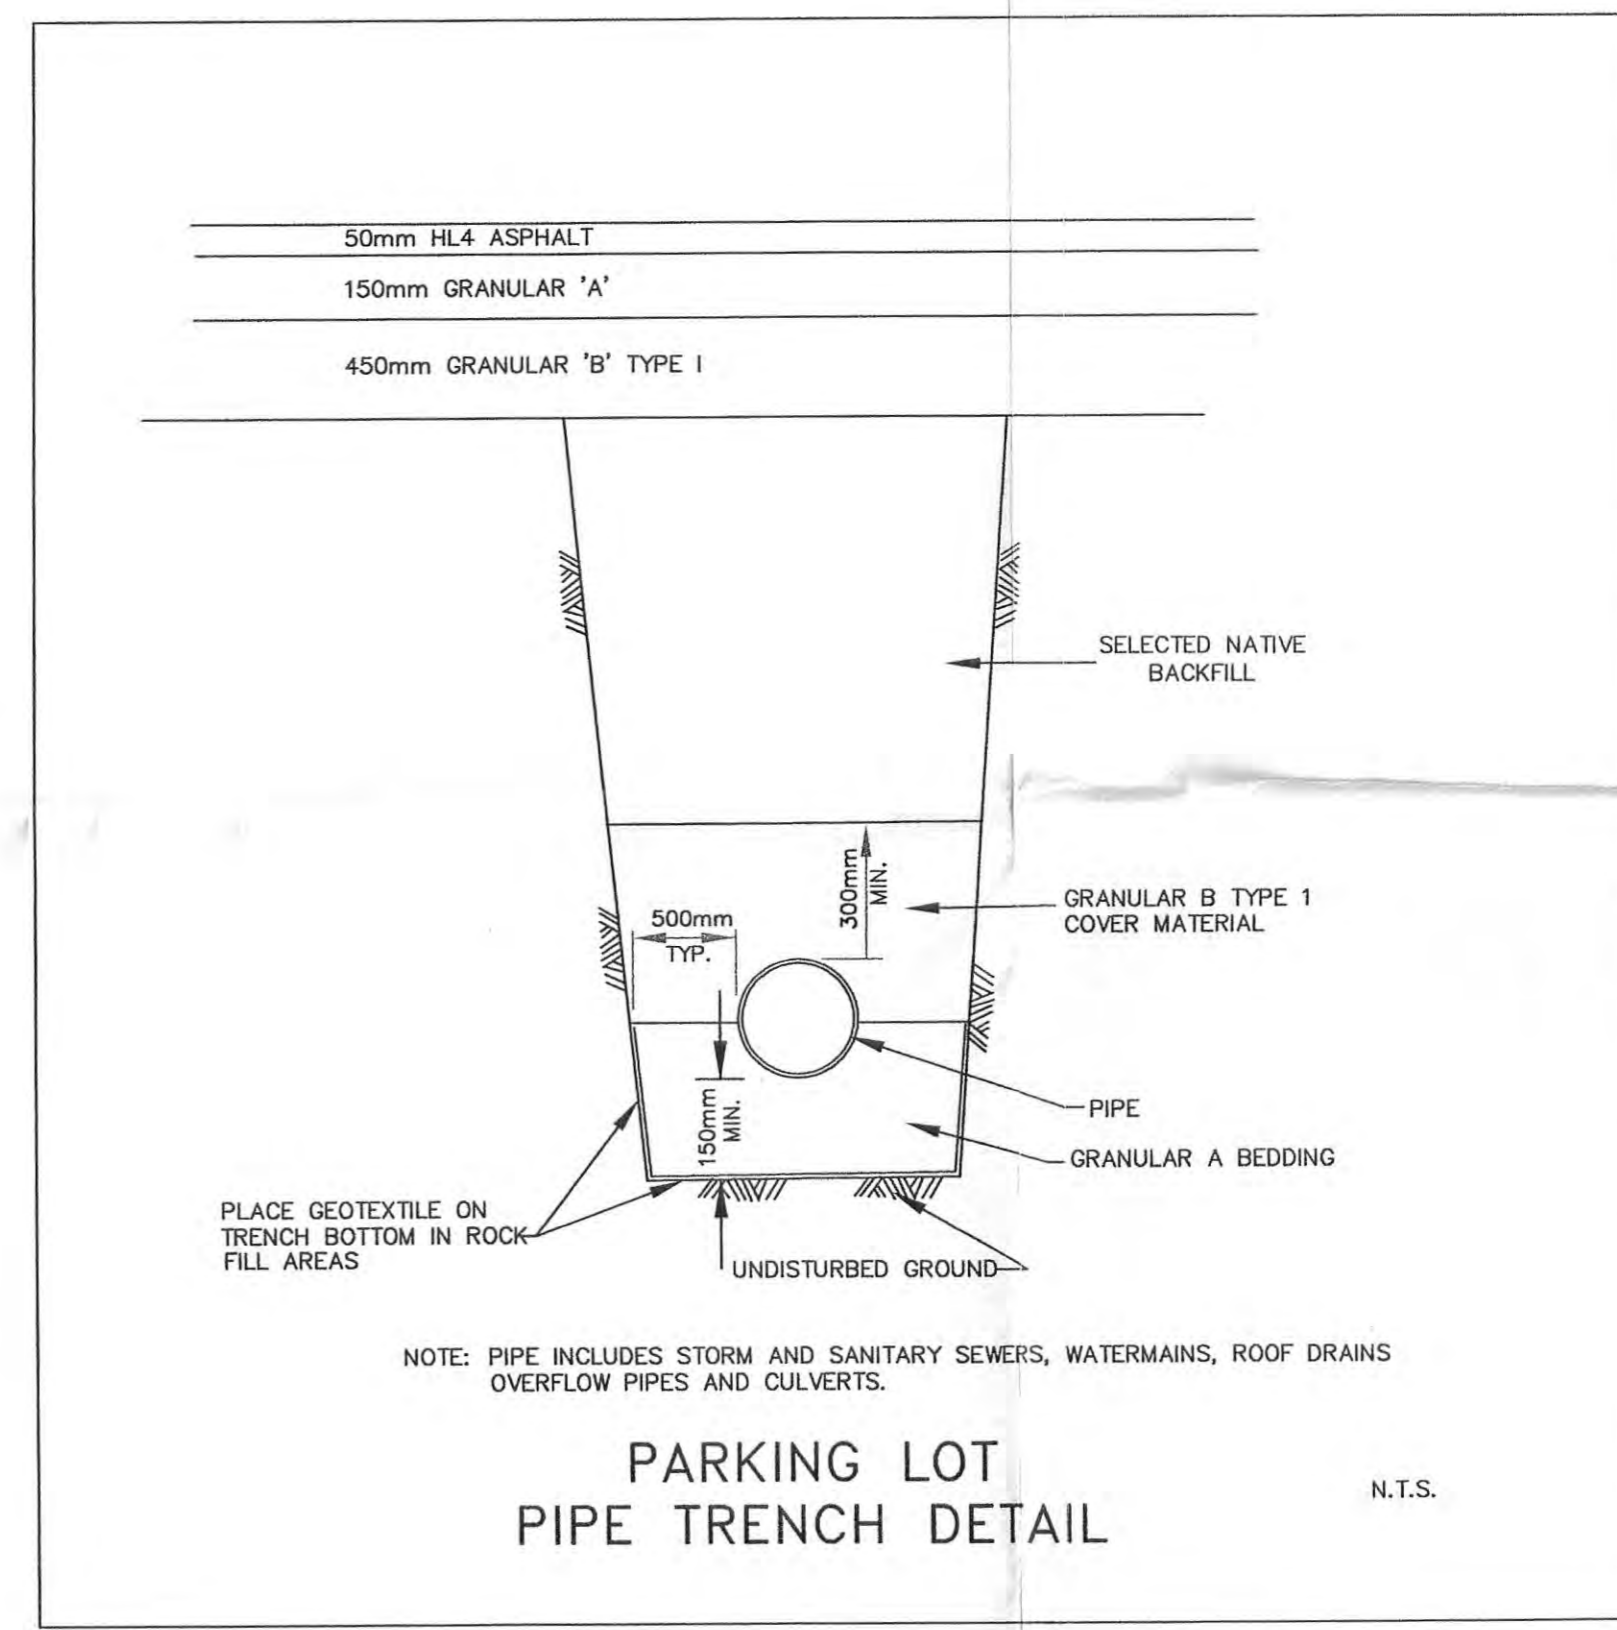 50mm HL4 ASPHALT
150mm GRANULAR 'A'
450mm GRANULAR 'B' TYPE I
SELECTED NATIVE
BACKFILL
300mm
MIN.
GRANULAR B TYPE 1
COVER MATERIAL
500mm
TYP.
150mm
MIN.
PIPE
GRANULAR A BEDDING
PLACE GEOTEXTILE ON
TRENCH BOTTOM IN ROCK
FILL AREAS
UNDISTURBED GROUND
NOTE: PIPE INCLUDES STORM AND SANITARY SEWERS, WATERMAINS, ROOF DRAINS
OVERFLOW PIPES AND CULVERTS.
PARKING LOT
PIPE TRENCH DETAIL
N.T.S.